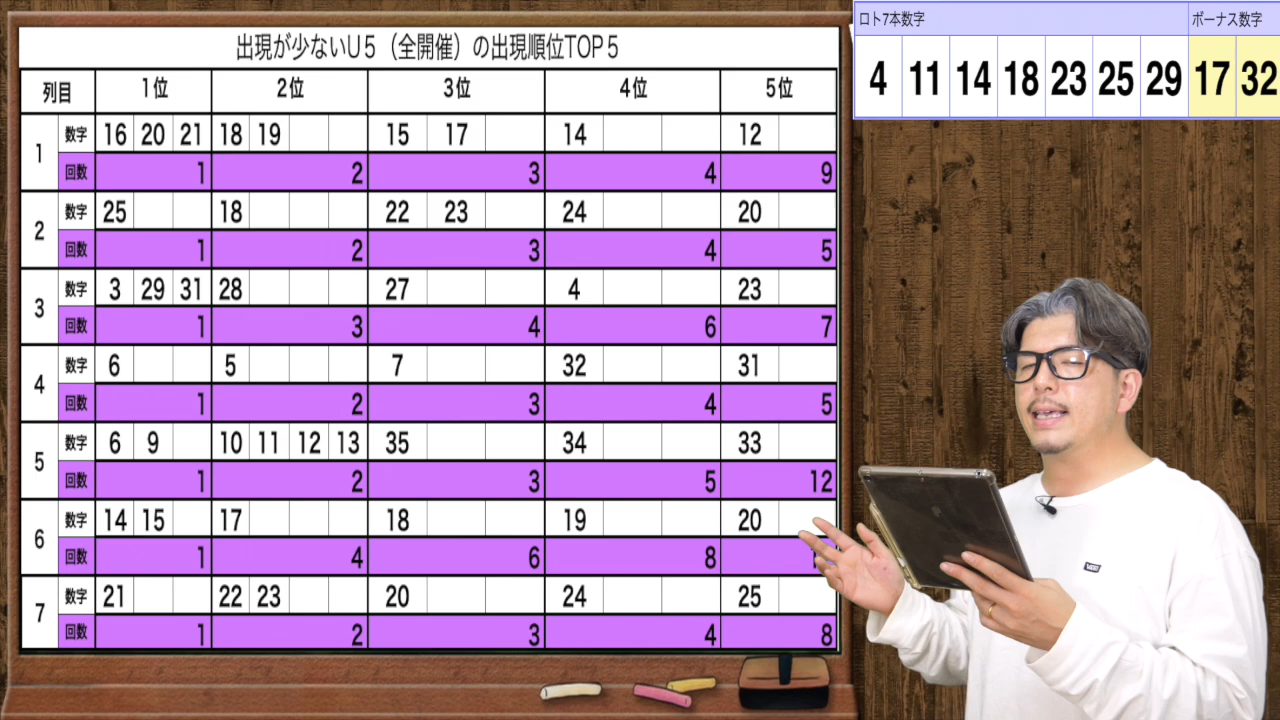 出現が少ないU5（全開催）の出現順位TOP5
列目 1位 2位 3位 4位 5位
1 数字 16 20 21 18 19 15 17 14 12
回数 1 2 3 4 9
2 数字 25 18 22 23 24 20
回数 1 2 3 4 5
3 数字 3 29 31 28 27 4 23
回数 1 3 4 6 7
4 数字 6 5 7 32 31
回数 1 2 3 4 5
5 数字 6 9 10 11 12 13 35 34 33
回数 1 2 3 5 12
6 数字 14 15 17 18 19 20
回数 1 4 6 8
7 数字 21 22 23 20 24 25
回数 1 2 3 4 8
ロト7本数字 ボーナス数字
4 11 14 18 23 25 29 17 32